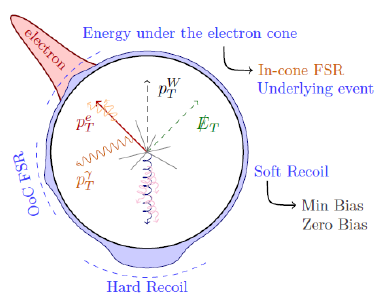 electron
Energy under the electron cone
In-cone FSR
Underlying event
p_T^W
p_T^e
E̸_T
p_T^γ
OoC FSR
Soft Recoil
Min Bias
Zero Bias
Hard Recoil